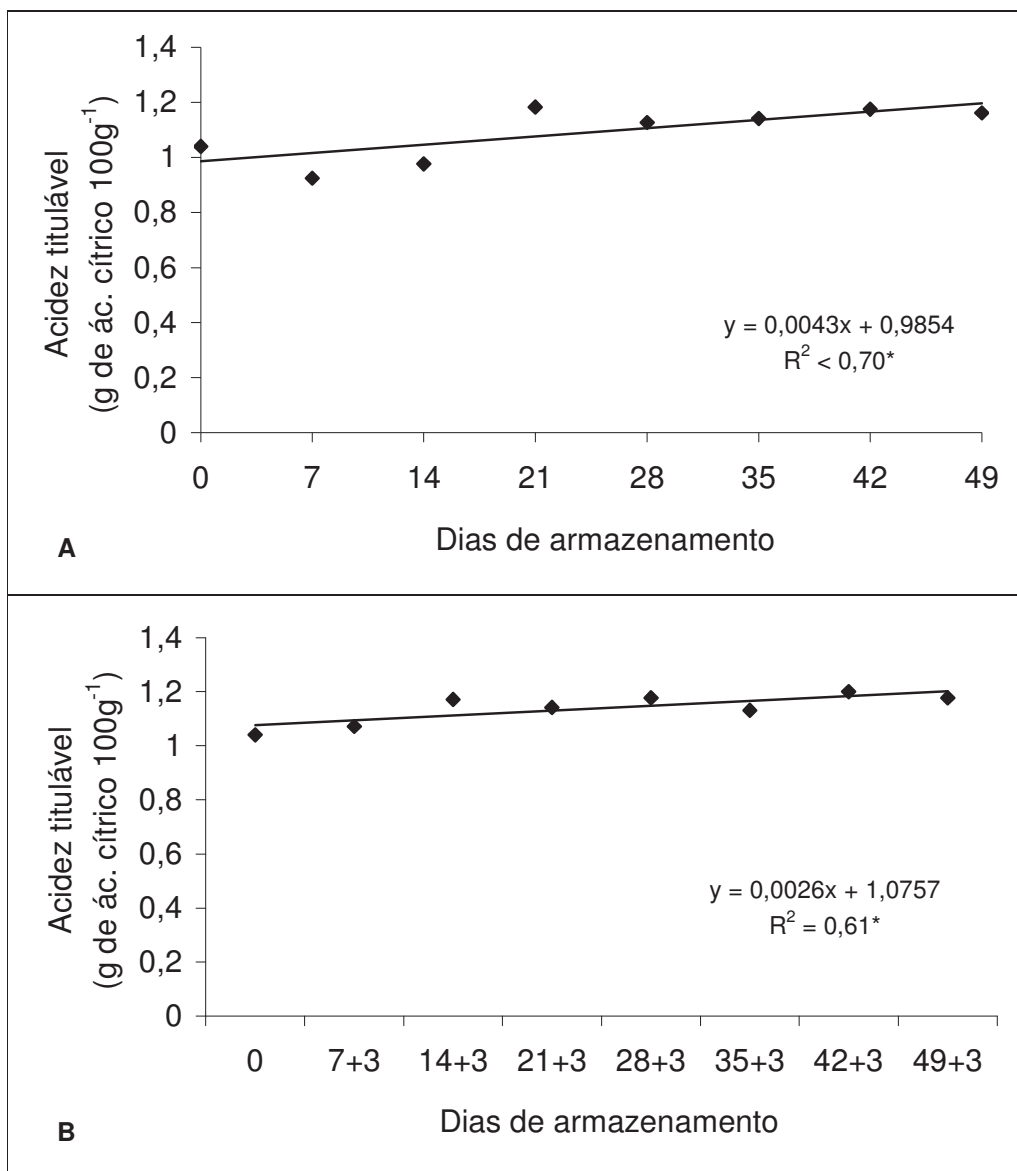 1,4
1,2
1
0,8
0,6
0,4
0,2
0
Acidez titulável
(g de ác. cítrico 100g⁻¹)
y = 0,0043x + 0,9854
R² < 0,70*
0 7 14 21 28 35 42 49
Dias de armazenamento
A
1,4
1,2
1
0,8
0,6
0,4
0,2
0
Acidez titulável
(g de ác. cítrico 100g⁻¹)
y = 0,0026x + 1,0757
R² = 0,61*
0 7+3 14+3 21+3 28+3 35+3 42+3 49+3
Dias de armazenamento
B